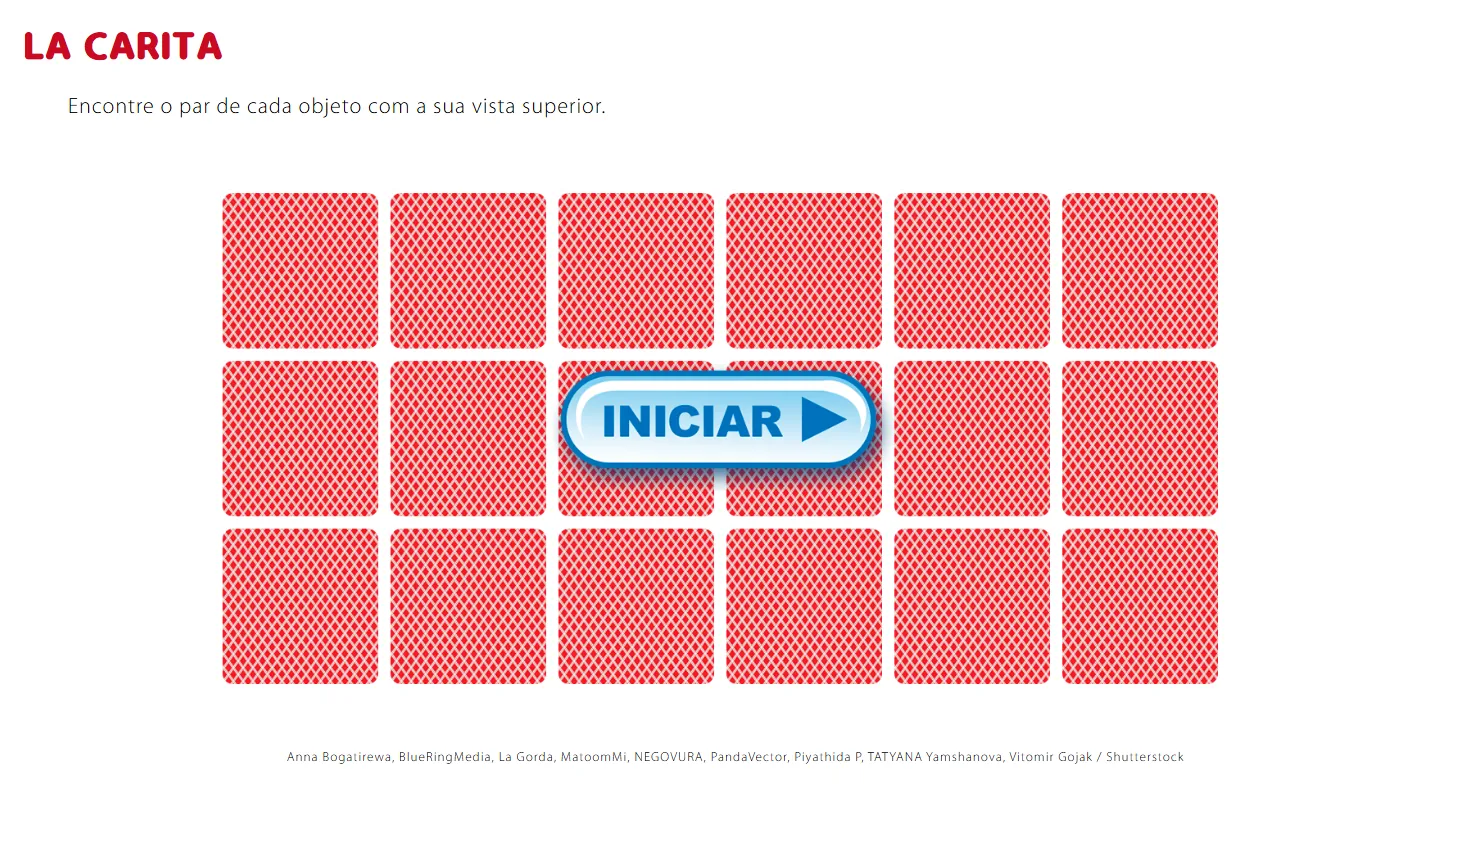 LA CARITA
Encontre o par de cada objeto com a sua vista superior.
INICIAR
Anna Bogatirewa, BlueRingMedia, La Gorda, MatoomMi, NEGOVURA, PandaVector, Piyathida P, TATYANA Yamshanova, Vitomir Gojak / Shutterstock